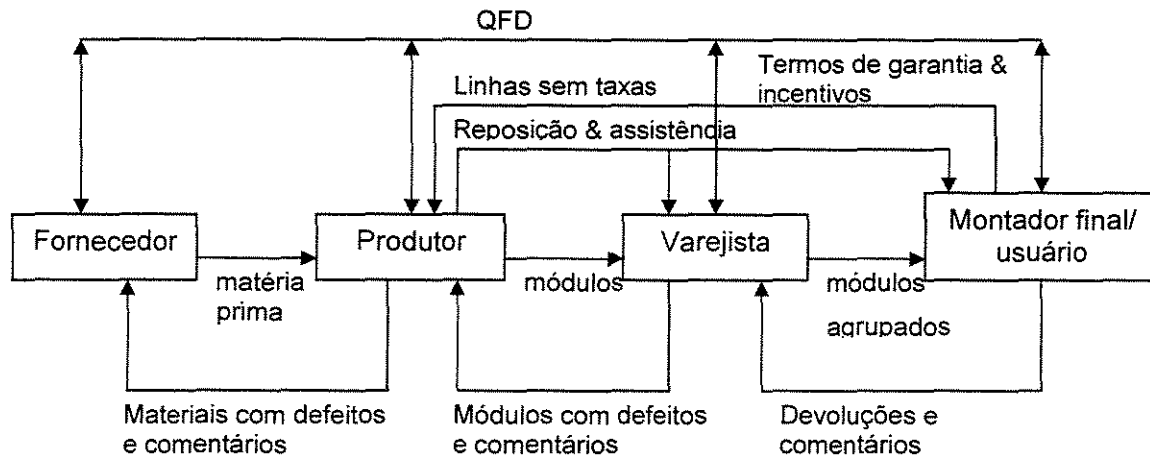 QFD
Termos de garantia &
incentivos
Linhas sem taxas
Reposição & assistência
Fornecedor
Produtor
Varejista
Montador final/
usuário
matéria
prima
módulos
módulos
agrupados
Materiais com defeitos
e comentários
Módulos com defeitos
e comentários
Devoluções e
comentários